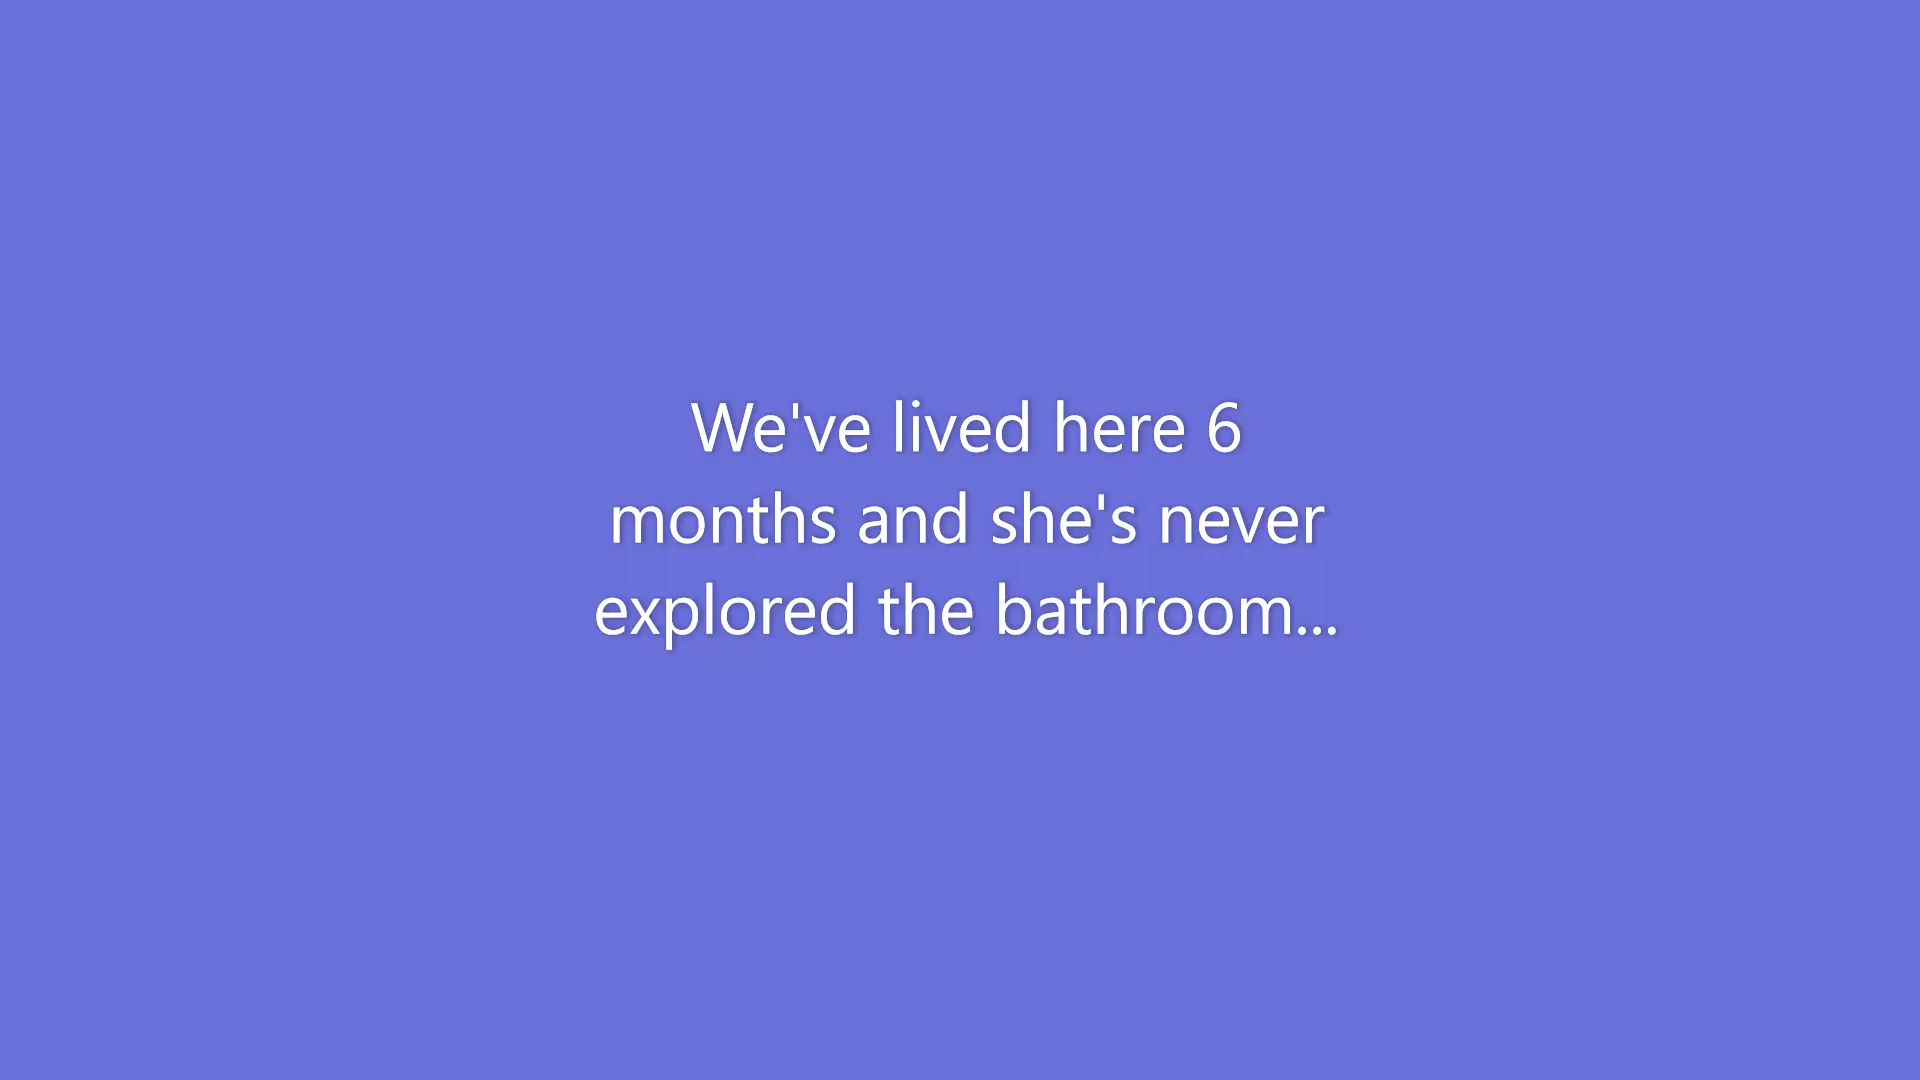 We've lived here 6
months and she's never
explored the bathroom...